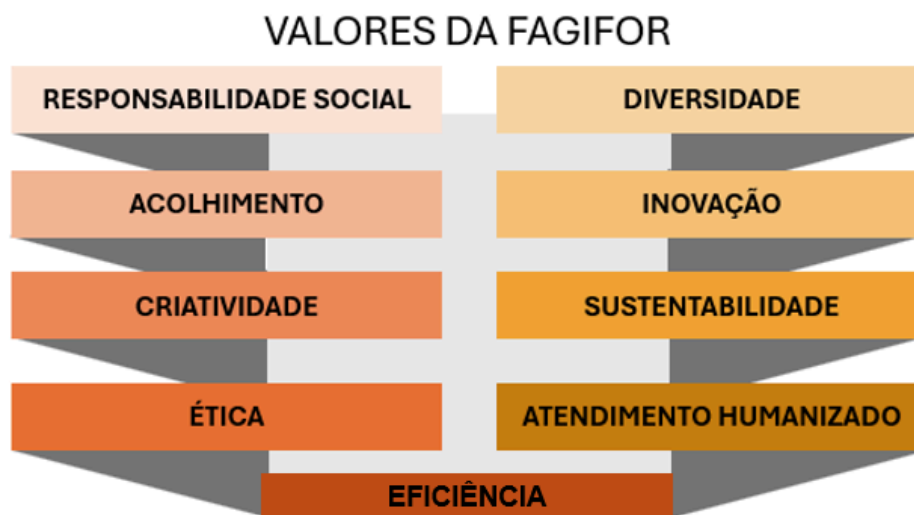 VALORES DA FAGIFOR
RESPONSABILIDADE SOCIAL
DIVERSIDADE
ACOLHIMENTO
INOVAÇÃO
CRIATIVIDADE
SUSTENTABILIDADE
ÉTICA
ATENDIMENTO HUMANIZADO
EFICIÊNCIA